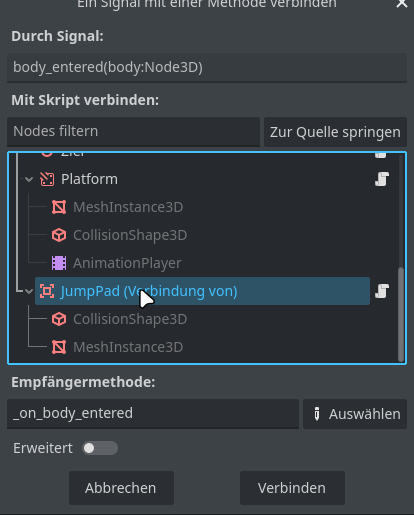 Ein Signal mit einer Methode verbinden
Durch Signal:
body_entered(body:Node3D)
Mit Skript verbinden:
Nodes filtern
Zur Quelle springen
Ziel
Platform
MeshInstance3D
CollisionShape3D
AnimationPlayer
JumpPad (Verbindung von)
CollisionShape3D
MeshInstance3D
Empfängermethode:
_on_body_entered
Auswählen
Erweitert
Abbrechen
Verbinden